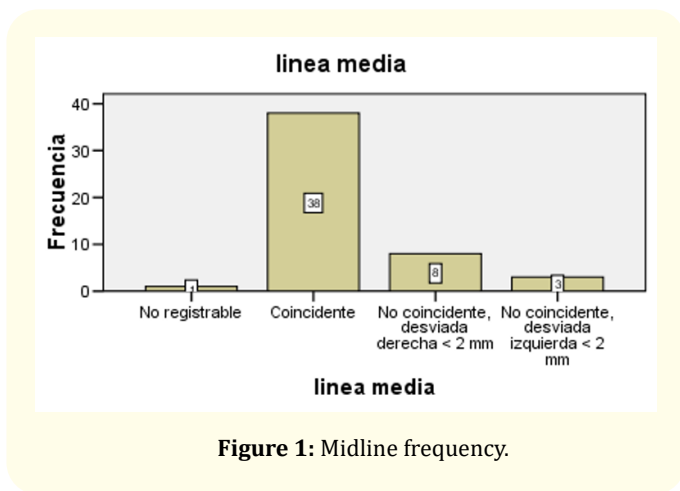 linea media
Frecuencia
40
30
20
10
0
1
38
8
3
No registrable
Coincidente
No coincidente,
desviada
derecha < 2 mm
No coincidente,
desviada
izquierda < 2
mm
linea media
Figure 1: Midline frequency.